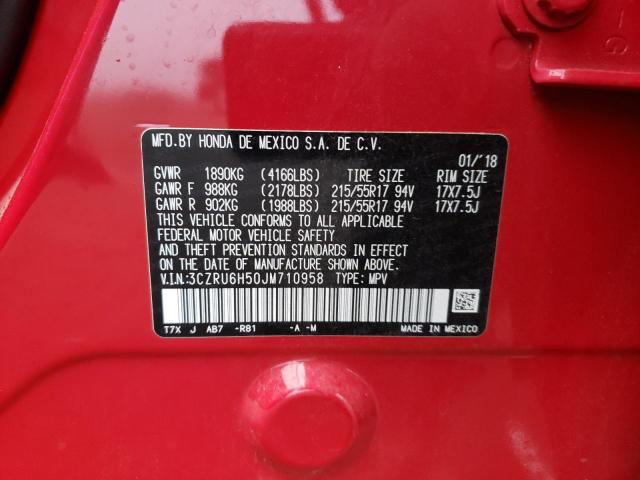 MFD.BY HONDA DE MEXICO S.A. DE C.V.
01/'18
GVWR 1890KG (4166LBS) TIRE SIZE RIM SIZE
GAWR F 988KG (2178LBS) 215/55R17 94V 17X7.5J
GAWR R 902KG (1988LBS) 215/55R17 94V 17X7.5J
THIS VEHICLE CONFORMS TO ALL APPLICABLE
FEDERAL MOTOR VEHICLE SAFETY
AND THEFT PREVENTION STANDARDS IN EFFECT
ON THE DATE OF MANUFACTURE SHOWN ABOVE.
V.I.N:3CZRU6H50JM710958 TYPE: MPV
T7X J AB7 -R81 -A -M MADE IN MEXICO